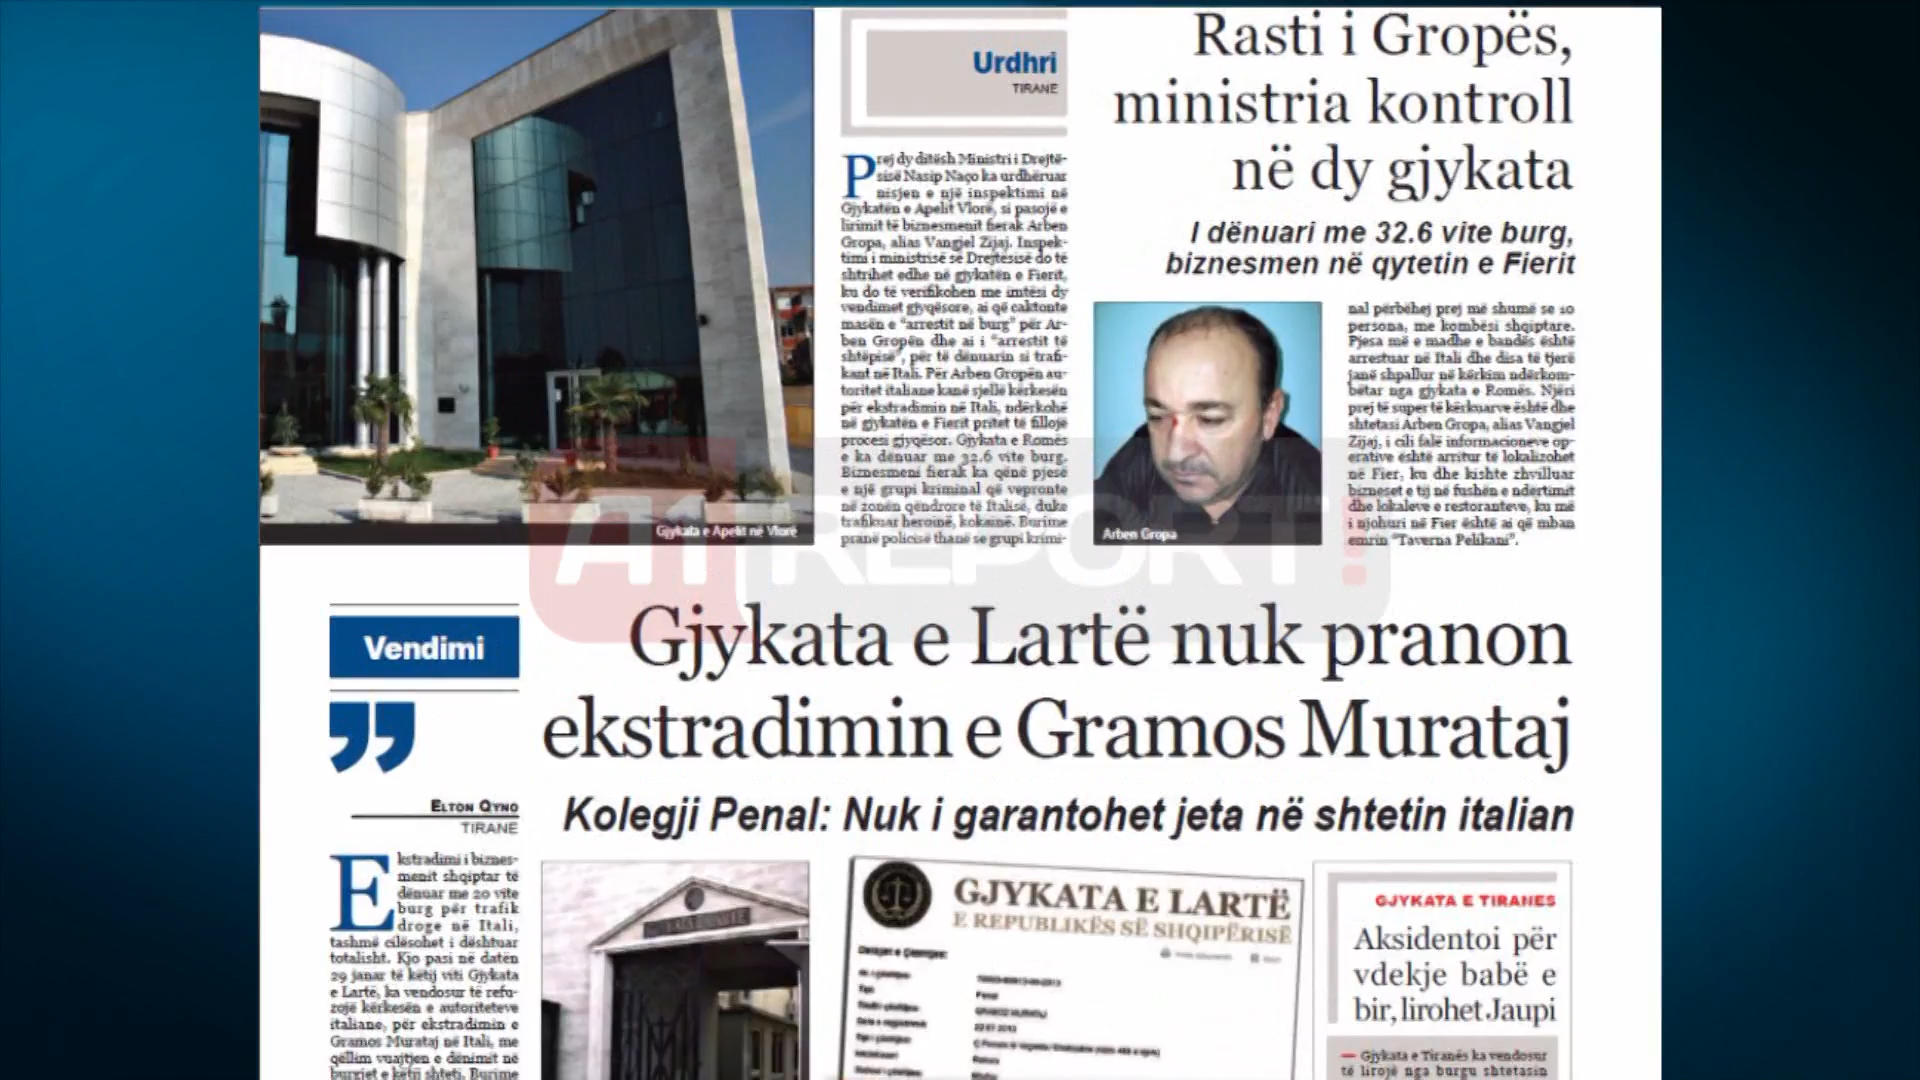 Gjykata e Apelit në Vlorë
Urdhri
TIRANE
Prej dy ditësh Ministri i Drejtë-
sisë Nasip Naço ka urdhëruar
nisjen e një inspektimi në
Gjykatën e Apelit Vlorë, si pasojë e
lirimit të biznesmenit fierak Arben
Gropa, alias Vangjel Zijaj. Inspek-
timi i ministrisë së Drejtësisë do të
shtrihet edhe në gjykatën e Fierit,
ku do të verifikohen me imtësi dy
vendimet gjyqësore, ai që caktonte
masën e “arrestit në burg” për Ar-
ben Gropën dhe ai i “arrestit të
shtëpisë”, për të dënuarin si trafi-
kant në Itali. Për Arben Gropën au-
toritet italiane kanë sjellë kërkesën
për ekstradimin në Itali, ndërkohë
në gjykatën e Fierit pritet të fillojë
procesi gjyqësor. Gjykata e Romës
e ka dënuar me 32.6 vite burg.
Biznesmeni fierak ka qënë pjesë
e një grupi kriminal që vepronte
në zonën qëndrore të Italisë, duke
trafikuar heroinë, kokainë. Burime
pranë policisë thanë se grupi krimi-
Rasti i Gropës,
ministria kontroll
në dy gjykata
I dënuari me 32.6 vite burg,
biznesmen në qytetin e Fierit
Arben Gropa
nal përbëhej prej më shumë se 10
persona, me kombësi shqiptare.
Pjesa më e madhe e bandës është
arrestuar në Itali dhe disa të tjerë
janë shpallur në kërkim ndërkom-
bëtar nga gjykata e Romës. Njëri
prej të super të kërkuarve është dhe
shtetasi Arben Gropa, alias Vangjel
Zijaj, i cili falë informacioneve op-
erative është arritur të lokalizohet
në Fier, ku dhe kishte zhvilluar
bizneset e tij në fushën e ndërtimit
dhe lokaleve e restoranteve, ku më
i njohuri në Fier është ai që mban
emrin “Taverna Pelikani”.
A1 REPORT!
Vendimi
Gjykata e Lartë nuk pranon
ekstradimin e Gramos Murataj
Kolegji Penal: Nuk i garantohet jeta në shtetin italian
ELTON QYNO
TIRANE
Ekstradimi i biznes-
menit shqiptar të
dënuar me 20 vite
burg për trafik
droge në Itali,
tashmë cilësohet i dështuar
totalisht. Kjo pasi në datën
29 janar të këtij viti Gjykata
e Lartë, ka vendosur të refu-
zojë kërkesën e autoriteteve
italiane, për ekstradimin e
Gramos Murataj në Itali, me
qëllim vuajtjen e dënimit në
burgjet e këtij shteti. Burime
GJYKATA E LARTË
E REPUBLIKËS SË SHQIPËRISË
Penal
GJYKATA E TIRANES
Aksidentoi për
vdekje babë e
bir, lirohet Jaupi
Gjykata e Tiranës ka vendosur
të lirojë nga burgu shtetasin